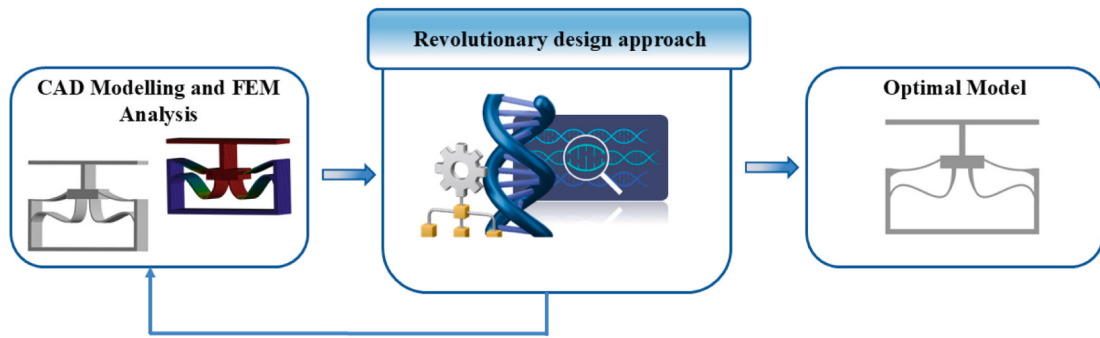 CAD Modelling and FEM
Analysis
Revolutionary design approach
Optimal Model